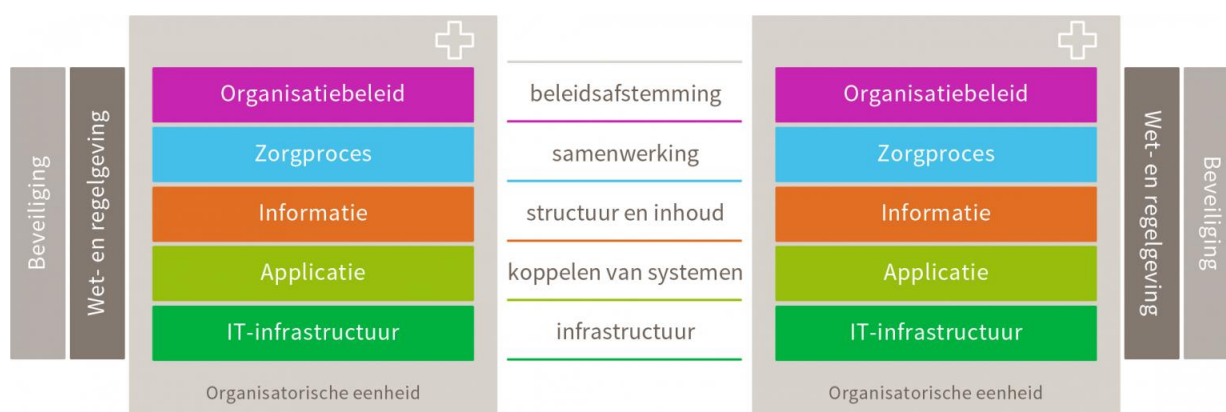 Beveiliging
Wet- en regelgeving
Organisatiebeleid
Zorgproces
Informatie
Applicatie
IT-infrastructuur
Organisatorische eenheid
beleidsafstemming
samenwerking
structuur en inhoud
koppelen van systemen
infrastructuur
Organisatiebeleid
Zorgproces
Informatie
Applicatie
IT-infrastructuur
Organisatorische eenheid
Wet- en regelgeving
Beveiliging